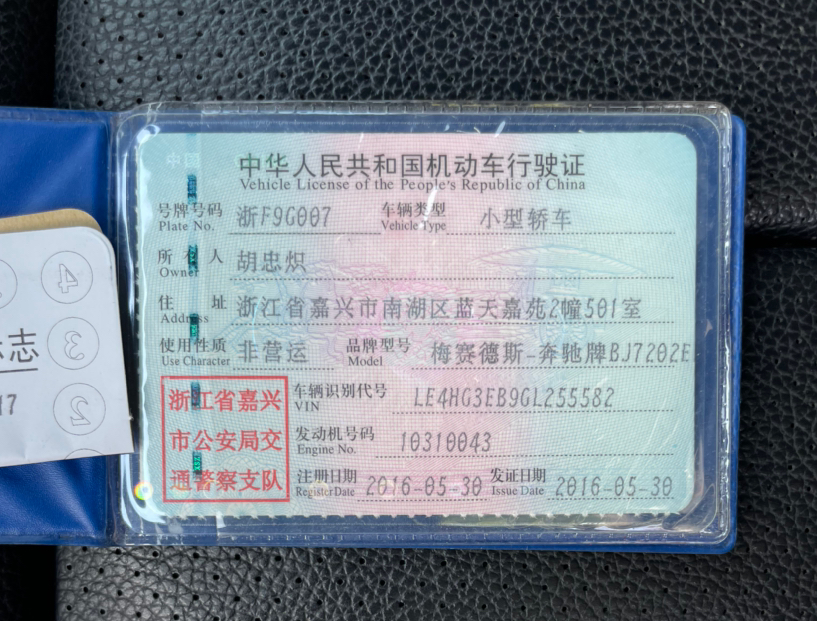 中国
中华人民共和国机动车行驶证
Vehicle License of the People's Republic of China
号牌号码 浙F9G007 车辆类型 小型轿车
Plate No. Vehicle Type
所有人 胡忠炽
Owner
住址 浙江省嘉兴市南湖区蓝天嘉苑2幢501室
Address
使用性质 非营运 品牌型号 梅赛德斯-奔驰牌BJ7202E
Use Character Model
浙江省嘉兴
市公安局交
通警察支队
车辆识别代号 LE4HG3EB9GL255582
VIN
发动机号码 10310043
Engine No.
注册日期 2016-05-30 发证日期 2016-05-30
Register Date Issue Date
志
17
4
3
2